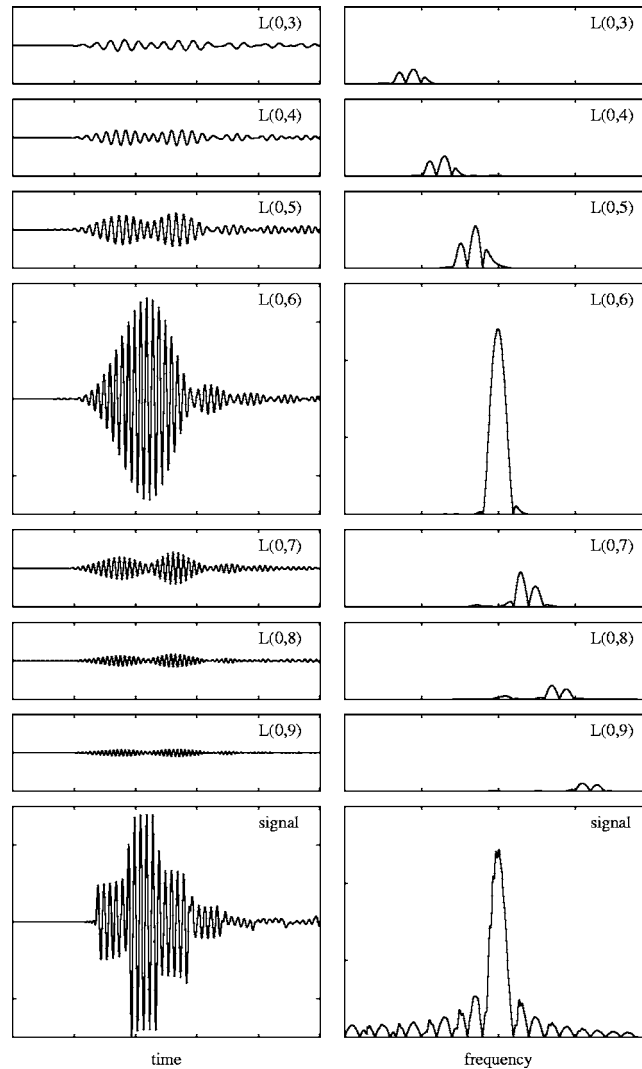 L(0,3) L(0,3)
L(0,4) L(0,4)
L(0,5) L(0,5)
L(0,6) L(0,6)
L(0,7) L(0,7)
L(0,8) L(0,8)
L(0,9) L(0,9)
signal signal
time frequency